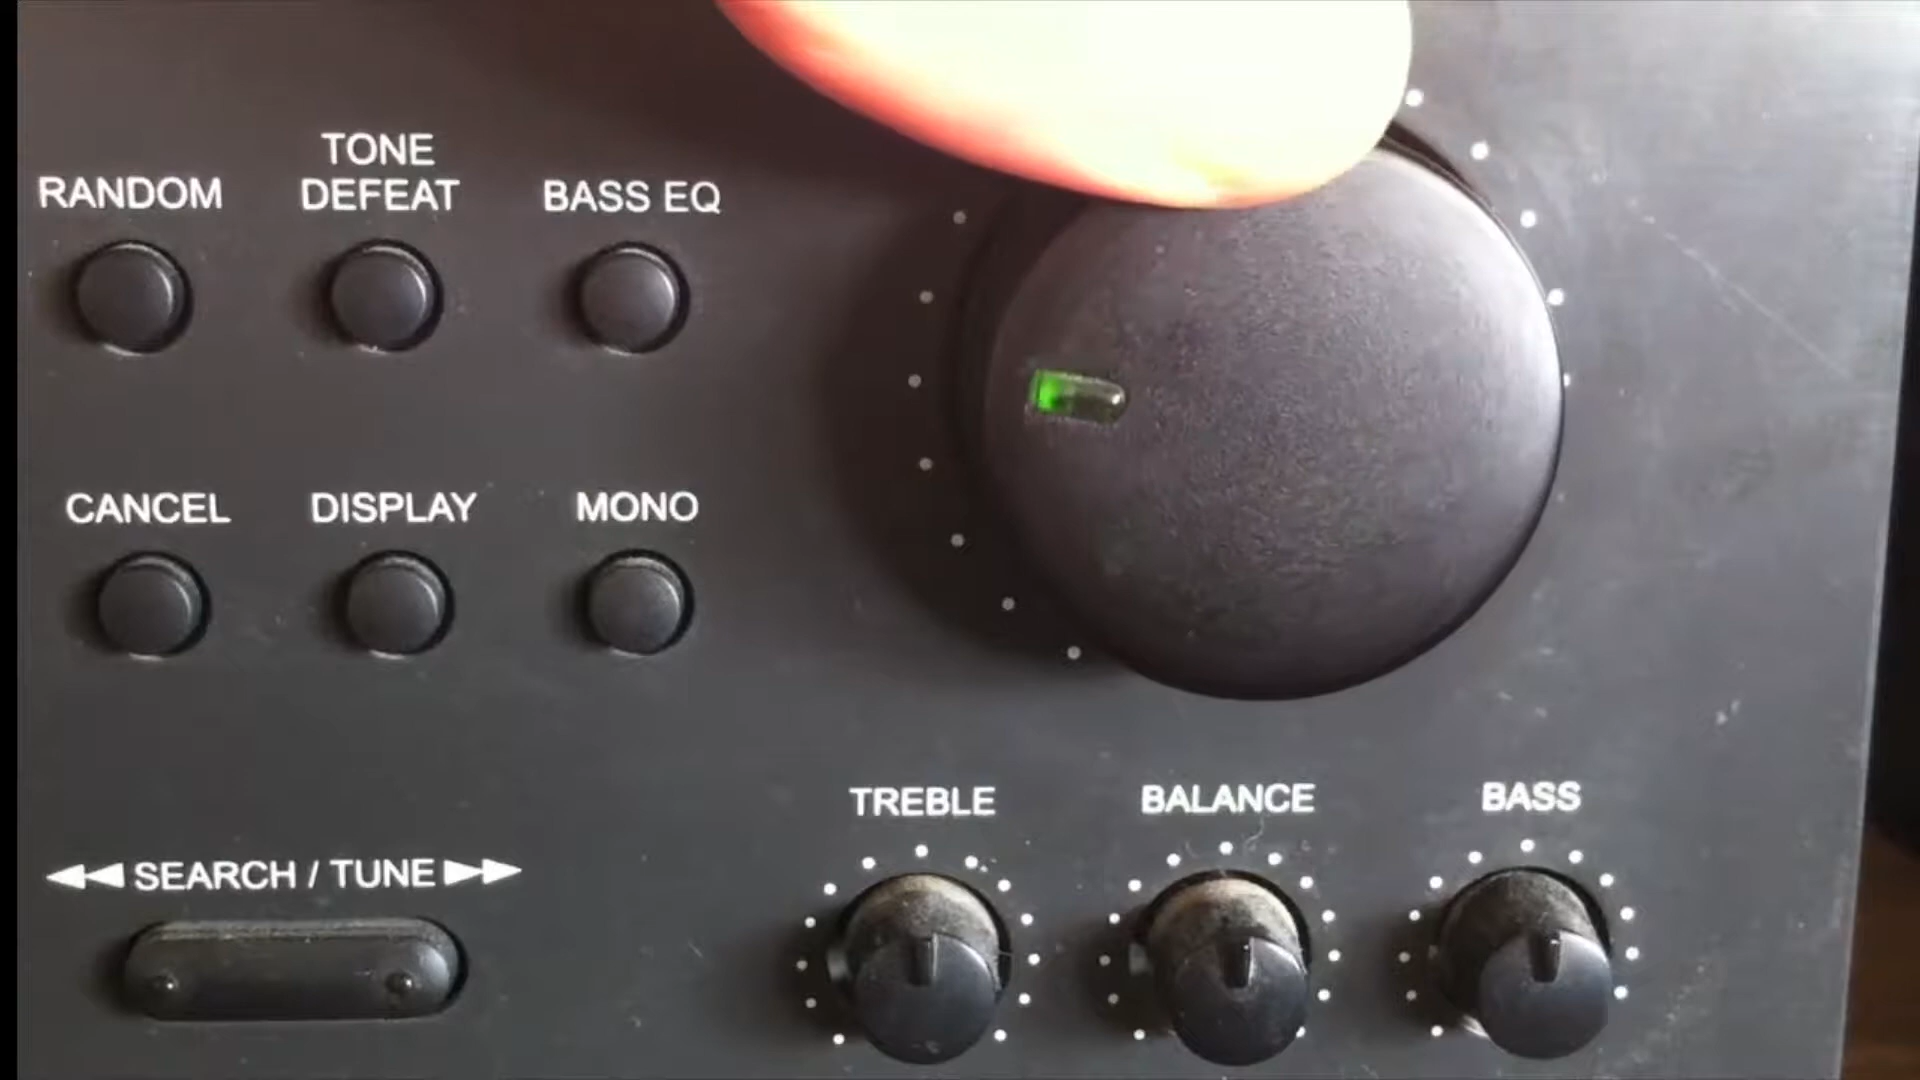 RANDOM
TONE
DEFEAT
BASS EQ
CANCEL
DISPLAY
MONO
SEARCH / TUNE
TREBLE
BALANCE
BASS